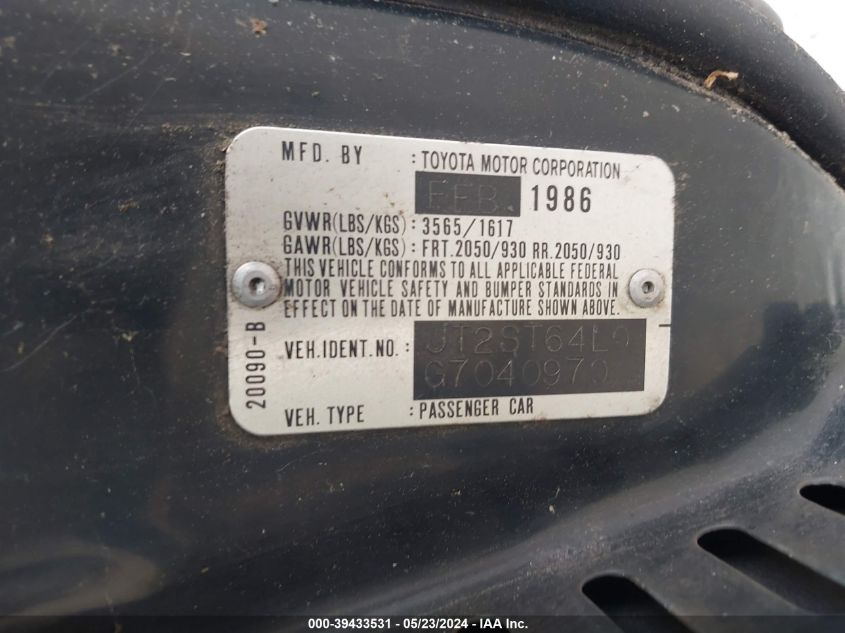 MFD. BY : TOYOTA MOTOR CORPORATION
FEB. 1986
GVWR(LBS/KGS) : 3565/1617
GAWR(LBS/KGS) : FRT.2050/930 RR.2050/930
THIS VEHICLE CONFORMS TO ALL APPLICABLE FEDERAL
MOTOR VEHICLE SAFETY AND BUMPER STANDARDS IN
EFFECT ON THE DATE OF MANUFACTURE SHOWN ABOVE.
VEH.IDENT.NO. :
VEH. TYPE : PASSENGER CAR
20090-B
000-39433531 - 05/23/2024 - COPYRIGHT © IAA, INC.